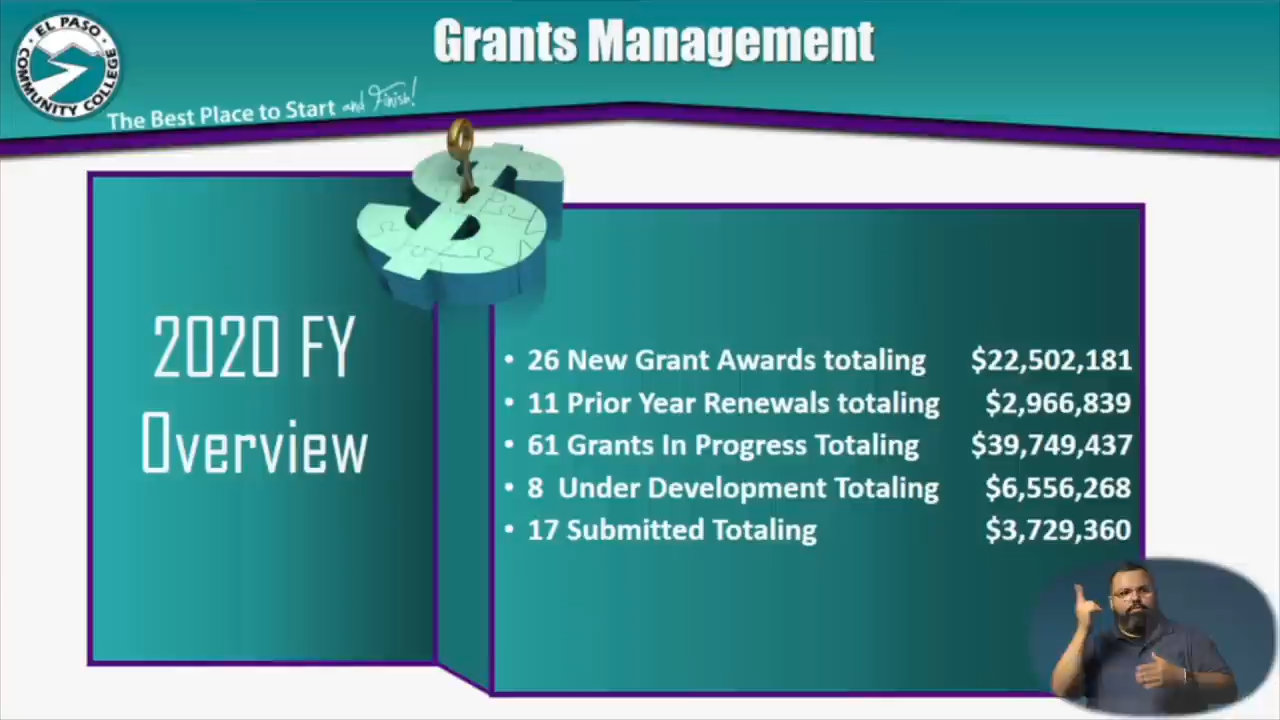 Grants Management
EL PASO
COMMUNITY COLLEGE
The Best Place to Start and Finish!
2020 FY
Overview
• 26 New Grant Awards totaling $22,502,181
• 11 Prior Year Renewals totaling $2,966,839
• 61 Grants In Progress Totaling $39,749,437
• 8 Under Development Totaling $6,556,268
• 17 Submitted Totaling $3,729,360